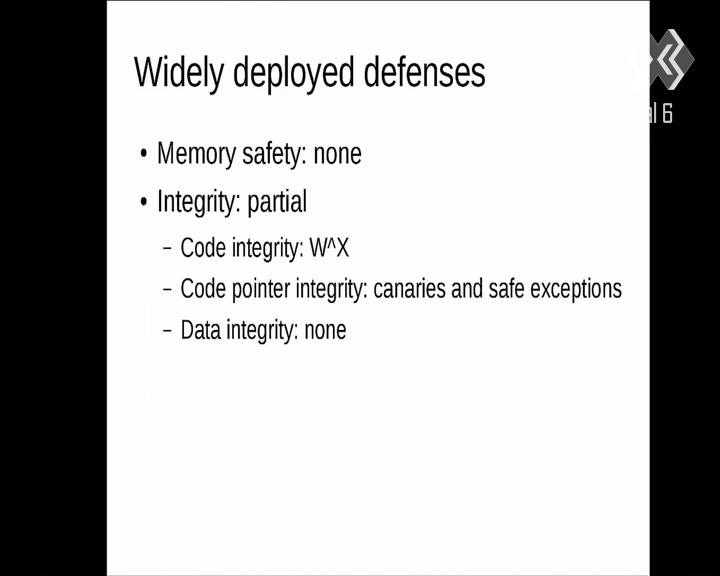 Widely deployed defenses
• Memory safety: none
• Integrity: partial
– Code integrity: W^X
– Code pointer integrity: canaries and safe exceptions
– Data integrity: none
al 6